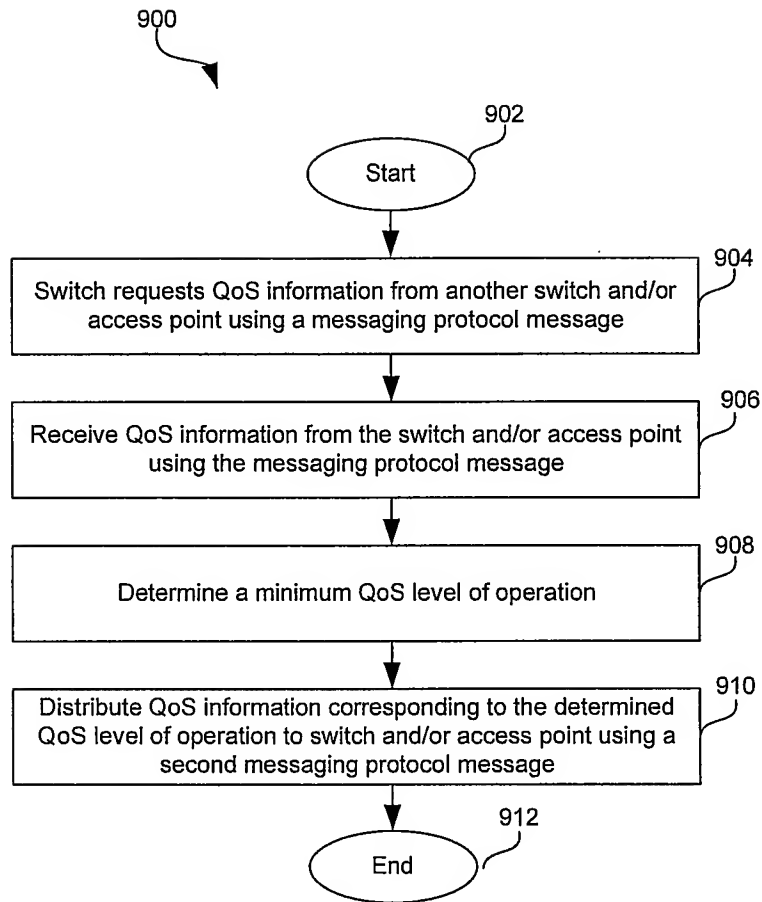 900
902
Start
904
Switch requests QoS information from another switch and/or
access point using a messaging protocol message
906
Receive QoS information from the switch and/or access point
using the messaging protocol message
908
Determine a minimum QoS level of operation
910
Distribute QoS information corresponding to the determined
QoS level of operation to switch and/or access point using a
second messaging protocol message
912
End